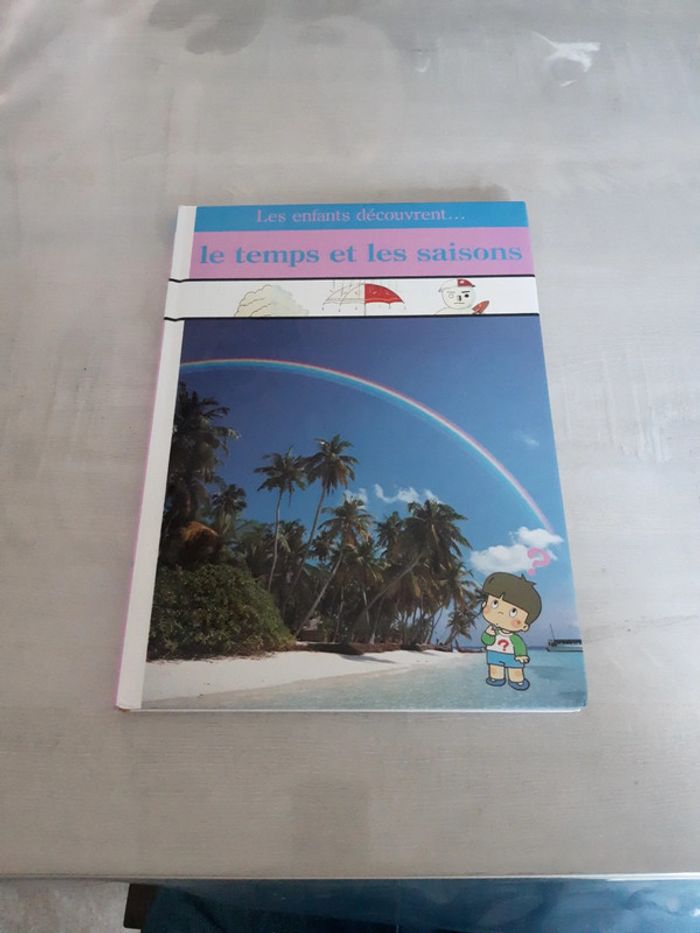 Les enfants découvrent...
le temps et les saisons
?
?